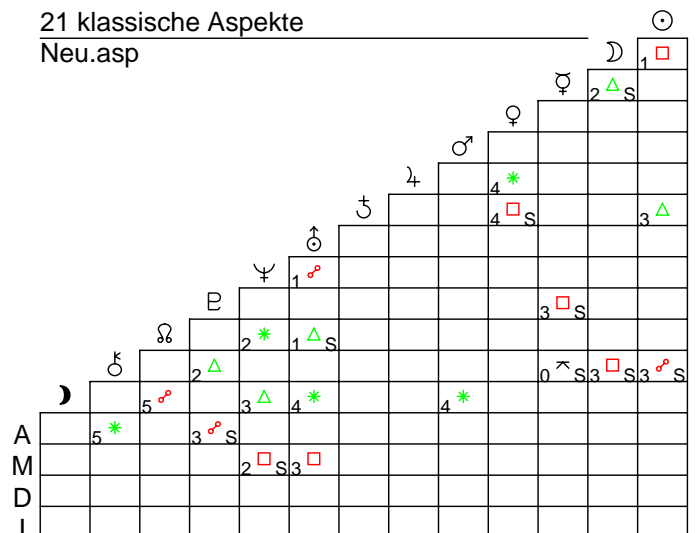 21 klassische Aspekte
Neu.asp
1
2 S
4
4 S 3
1
3 S
2 1 S
2 0 S 3 S 3 S
5 3 4 4
A 5 3 S
M 2 S 3
D